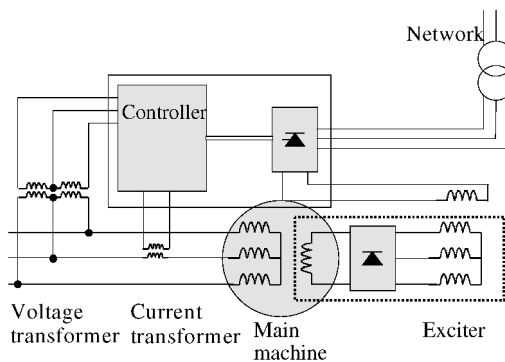 Network
Controller
Voltage
transformer
Current
transformer
Main
machine
Exciter